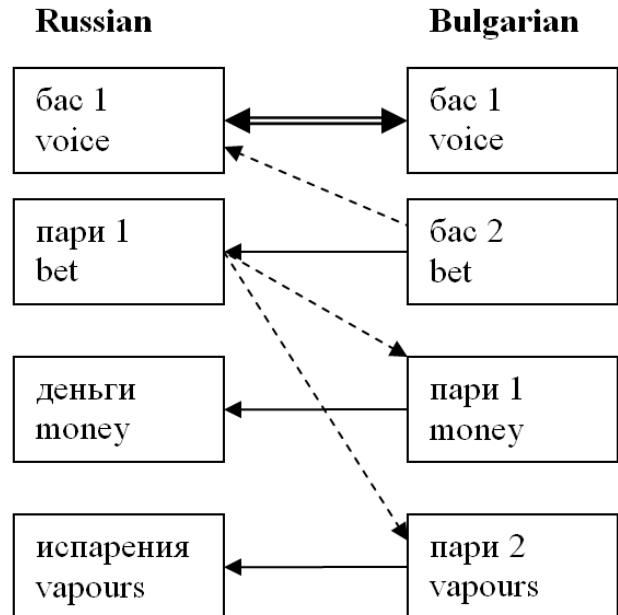 Russian
Bulgarian
бас 1
voice
бас 1
voice
пари 1
bet
бас 2
bet
деньги
money
пари 1
money
испарения
vapours
пари 2
vapours